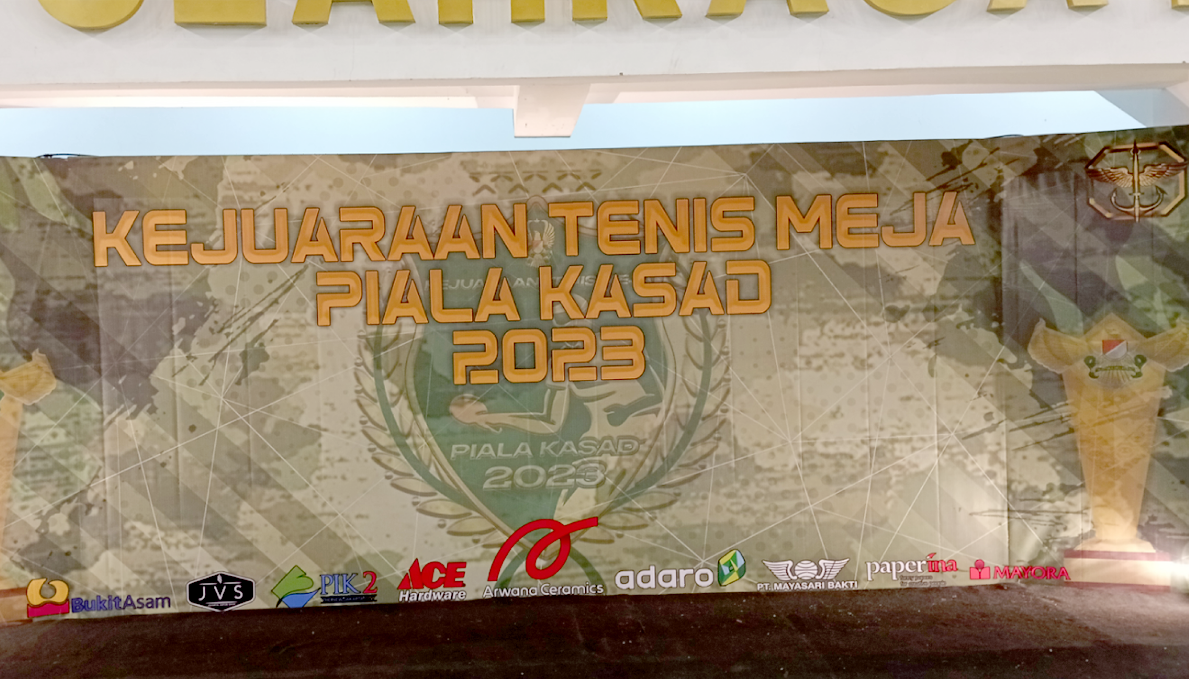 KEJUARAAN TENIS MEJA
PIALA KASAD
2023
PIALA KASAD
2023
BukitAsam
JVS
PIK 2
ACE
Hardware
Arwana Ceramics
adaro
PT. MAYASARI BAKTI
paperina
MAYORA